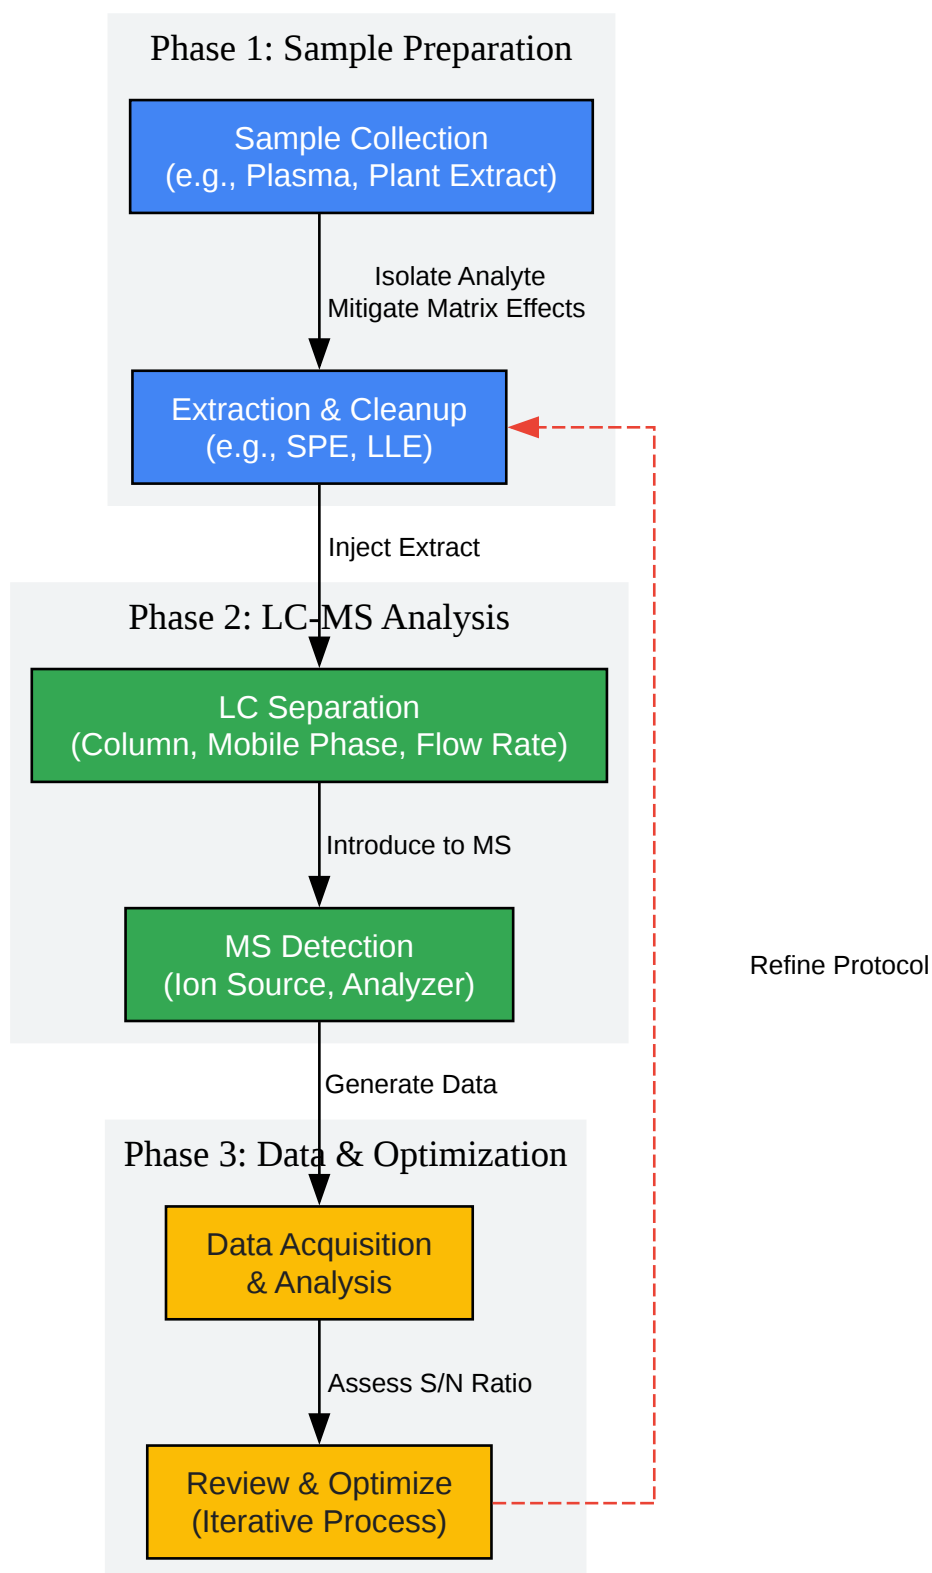 Phase 1: Sample Preparation
Sample Collection
(e.g., Plasma, Plant Extract)
Isolate Analyte
Mitigate Matrix Effects
Extraction & Cleanup
(e.g., SPE, LLE)
Inject Extract
Phase 2: LC-MS Analysis
LC Separation
(Column, Mobile Phase, Flow Rate)
Introduce to MS
MS Detection
(Ion Source, Analyzer)
Refine Protocol
Generate Data
Phase 3: Data & Optimization
Data Acquisition
& Analysis
Assess S/N Ratio
Review & Optimize
(Iterative Process)